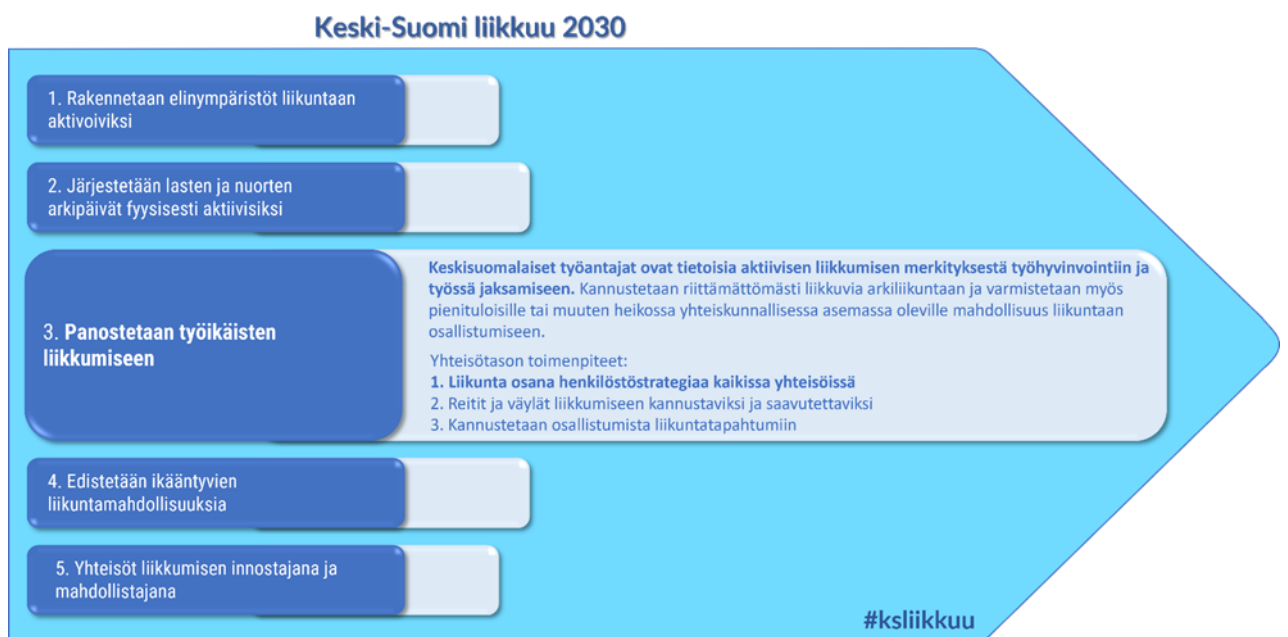 Keski-Suomi liikkuu 2030
1. Rakennetaan elinympäristöt liikuntaan
aktivoiviksi
2. Järjestetään lasten ja nuorten
arkipäivät fyysisesti aktiivisiksi
3. Panostetaan työikäisten
liikkumiseen
Keskisuomalaiset työantajat ovat tietoisia aktiivisen liikkumisen merkityksestä työhyvinvointiin ja
työssä jaksamiseen. Kannustetaan riittämättömästi liikkuvia arkiliikuntaan ja varmistetaan myös
pienituloisille tai muuten heikossa yhteiskunnallisessa asemassa oleville mahdollisuus liikuntaan
osallistumiseen.
Yhteisötason toimenpiteet:
1. Liikunta osana henkilöstöstrategiaa kaikissa yhteisöissä
2. Reitit ja väylät liikkumiseen kannustaviksi ja saavutettaviksi
3. Kannustetaan osallistumista liikuntatapahtumiin
4. Edistetään ikääntyvien
liikuntamahdollisuuksia
5. Yhteisöt liikkumisen innostajana ja
mahdollistajana
#ksliikkuu